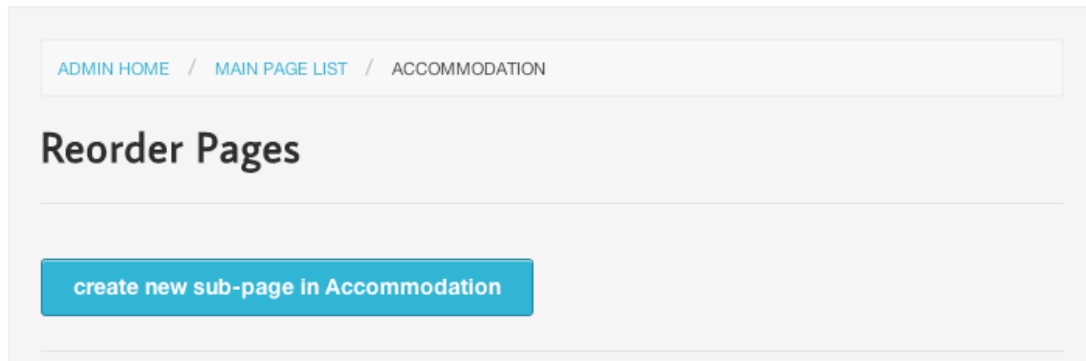 ADMIN HOME / MAIN PAGE LIST / ACCOMMODATION
Reorder Pages
create new sub-page in Accommodation